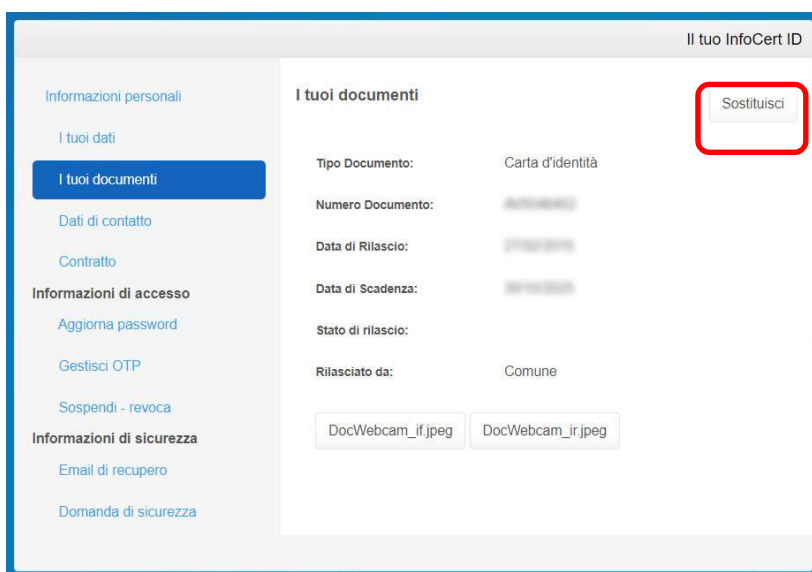 Il tuo InfoCert ID
Informazioni personali
I tuoi dati
I tuoi documenti
Dati di contatto
Contratto
Informazioni di accesso
Aggiorna password
Gestisci OTP
Sospendi - revoca
Informazioni di sicurezza
Email di recupero
Domanda di sicurezza
I tuoi documenti
Sostituisci
Tipo Documento: Carta d'identità
Numero Documento:
Data di Rilascio:
Data di Scadenza:
Stato di rilascio:
Rilasciato da: Comune
DocWebcam_if.jpeg DocWebcam_ir.jpeg